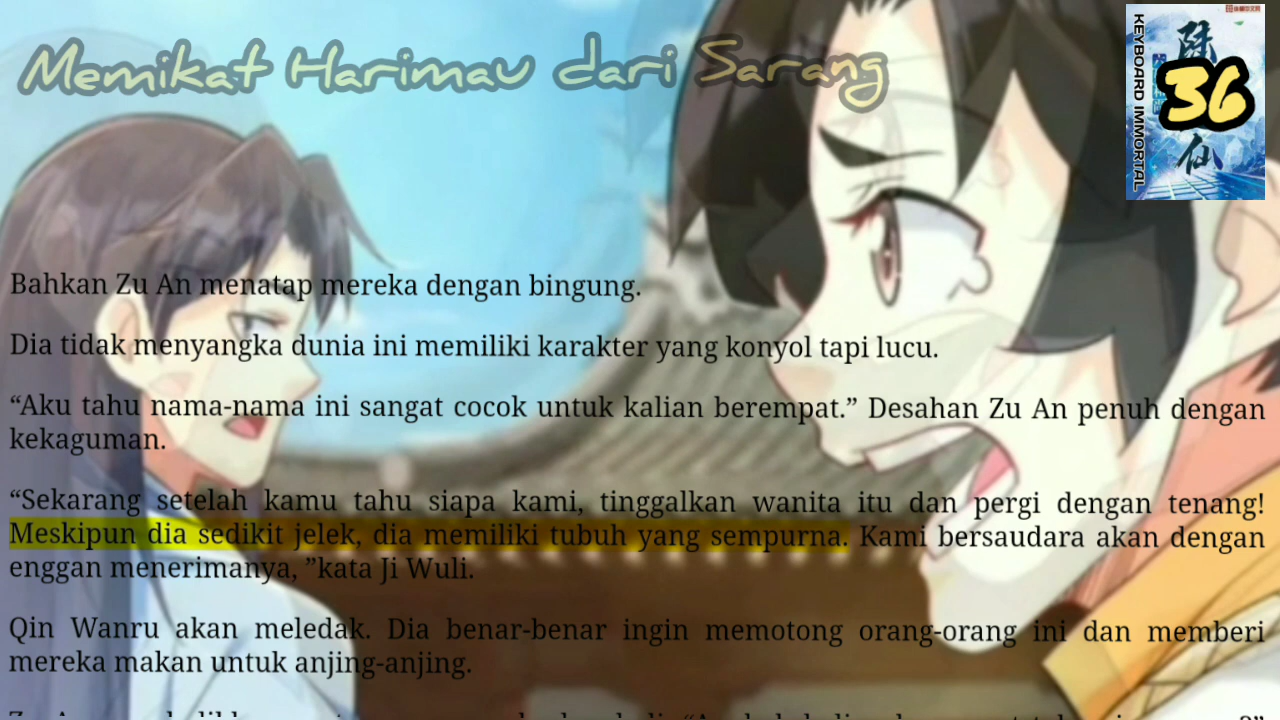 Memikat Harimau dari Sarang
KEYBOARD IMMORTAL
36
仙
Bahkan Zu An menatap mereka dengan bingung.
Dia tidak menyangka dunia ini memiliki karakter yang konyol tapi lucu.
“Aku tahu nama-nama ini sangat cocok untuk kalian berempat.” Desahan Zu An penuh dengan
kekaguman.
“Sekarang setelah kamu tahu siapa kami, tinggalkan wanita itu dan pergi dengan tenang!
Meskipun dia sedikit jelek, dia memiliki tubuh yang sempurna. Kami bersaudara akan dengan
enggan menerimanya, ”kata Ji Wuli.
Qin Wanru akan meledak. Dia benar-benar ingin memotong orang-orang ini dan memberi
mereka makan untuk anjing-anjing.